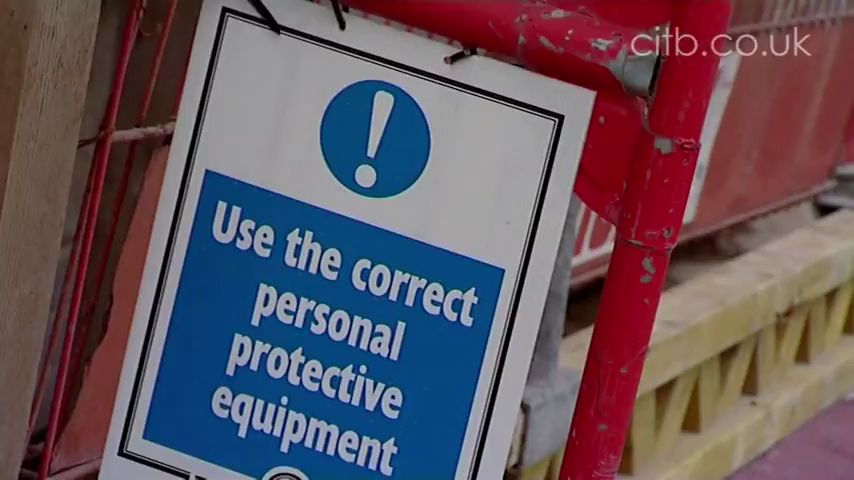 citb.co.uk
!
Use the correct
personal
protective
equipment